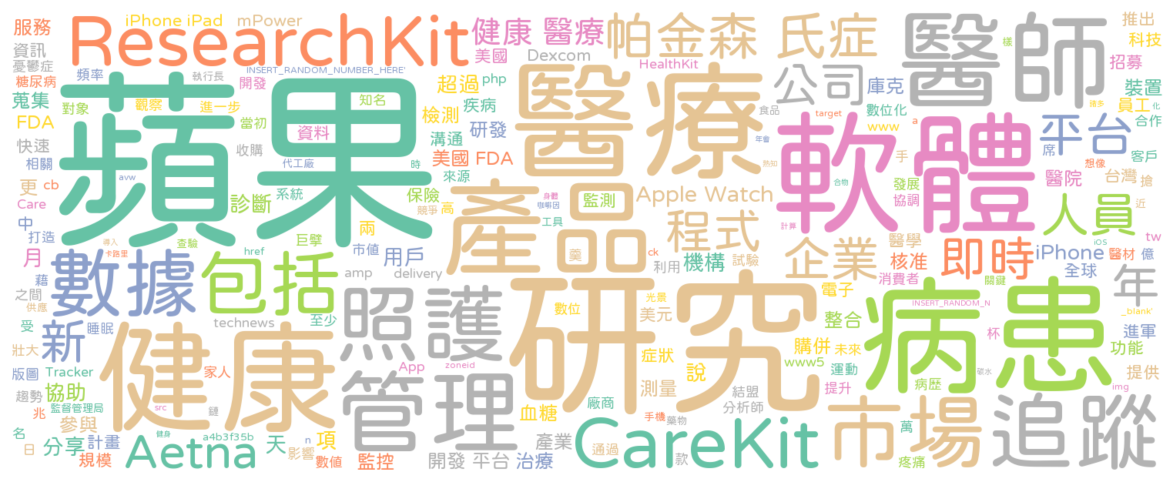 服務 iPhone iPad mPower 健康 醫療 帕金森 氏症 醫師 推出
資訊 ResearchKit 美國 Dexcom 科技
憂鬱症 頻率 執行長 INSERT_RANDOM_NUMBER_HERE' HealthKit 公司 庫克 招募
糖尿病 開發 超過 php 裝置
蒐集 對象 觀察 進一步 知名 檢測 疾病 食品 數位化 員工 化
FDA 當初 資料 溝通 研發 target a www 合作
快速 收購 美國 FDA 年會 手 平台 席 客戶
相關 蘋果 代工廠 時 來源 醫療 軟體 想像
更 cb avw 身體 合物 發展 醫院 台灣 搶
Care 診斷 系統 保險 產品 監測 Apple Watch 協調 人員 近
中 兩 高 競爭 工具 程式 計算 tw
打造 導入 查驗 href 巨擘 市值 用戶 羹 ck 試驗 企業 醫學 即時 iPhone iOS 醫材 億
月 卡路里 機構 核准 全球
藉 數據 包括 amp delivery 利用 電子 消費者 關鍵 年
之間 數位 光景 INSERT_RANDOM_N
供應 technews 至少 照護 研究 美元 整合 杯 病患 _blank'
受 新 睡眠 購併 未來 進軍
壯大 健康 症狀 www5 運動 功能
版圖 Tracker 家人 App zoneid 說 提供
趨勢 協助 測量 提升 病歷 img
兆 監督管理局 src 管理 血糖 廠商 手機 藥物 結盟 市場 追蹤
名 參與 鏈 分析師
日 分享 計畫 a4b3f35b 健身 天 n 項 產業 CareKit 萬
規模 Aetna 影響 數值 監控 開發 平台 治療 通過 款 疼痛